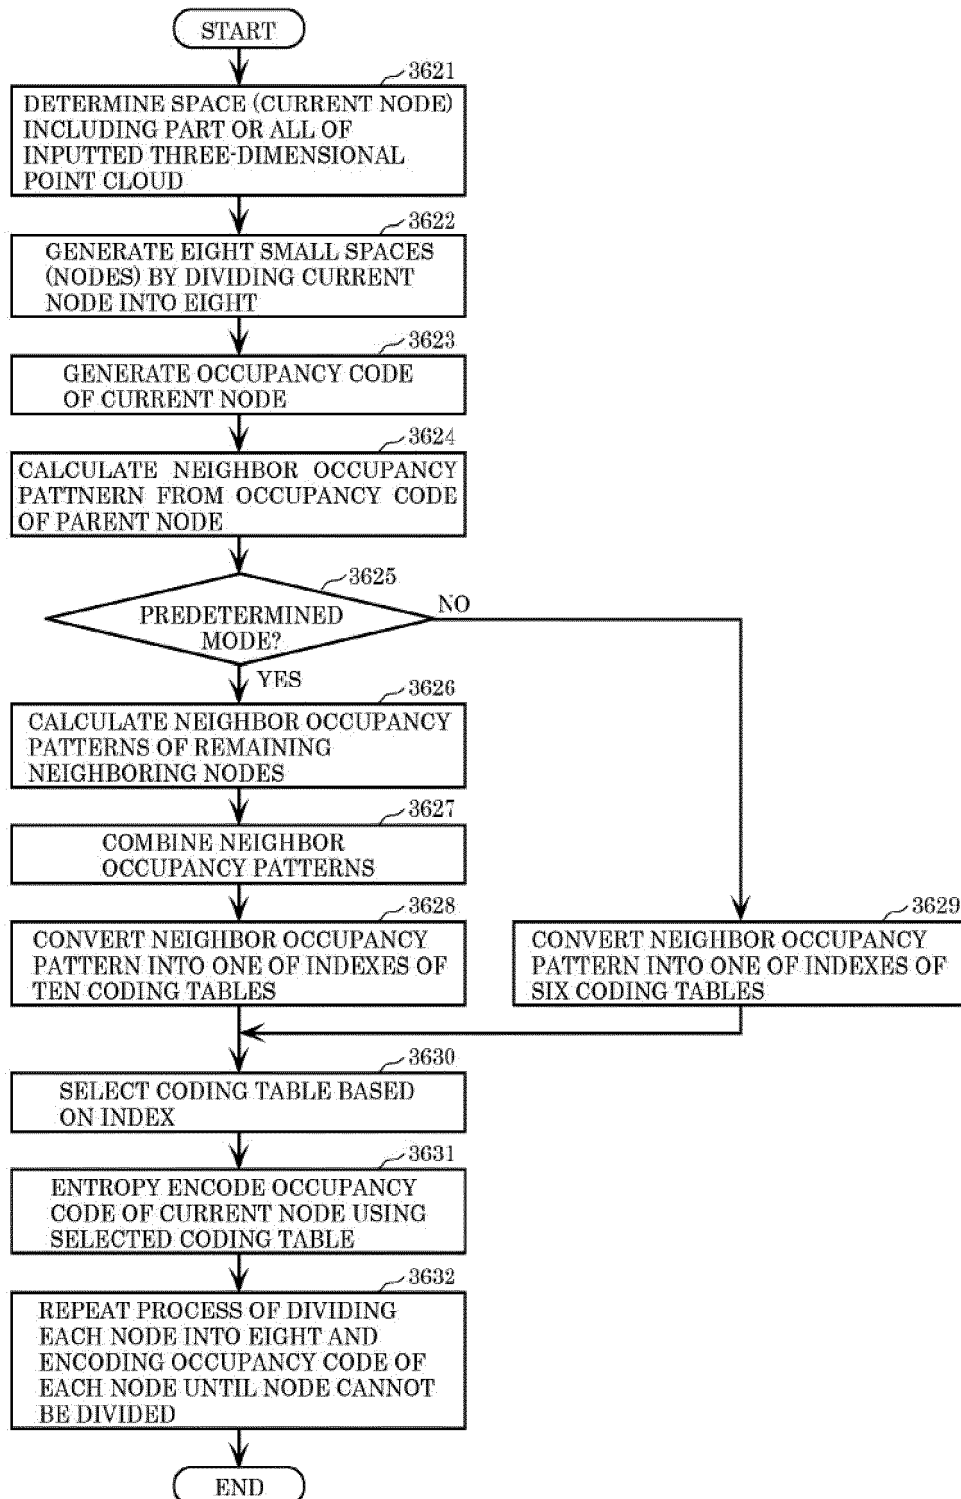 START
3621
DETERMINE SPACE (CURRENT NODE)
INCLUDING PART OR ALL OF
INPUTTED THREE-DIMENSIONAL
POINT CLOUD
3622
GENERATE EIGHT SMALL SPACES
(NODES) BY DIVIDING CURRENT
NODE INTO EIGHT
3623
GENERATE OCCUPANCY CODE
OF CURRENT NODE
3624
CALCULATE NEIGHBOR OCCUPANCY
PATTNERN FROM OCCUPANCY CODE
OF PARENT NODE
3625
PREDETERMINED
MODE?
NO
YES
3626
CALCULATE NEIGHBOR OCCUPANCY
PATTERNS OF REMAINING
NEIGHBORING NODES
3627
COMBINE NEIGHBOR
OCCUPANCY PATTERNS
3628
CONVERT NEIGHBOR OCCUPANCY
PATTERN INTO ONE OF INDEXES OF
TEN CODING TABLES
3629
CONVERT NEIGHBOR OCCUPANCY
PATTERN INTO ONE OF INDEXES OF
SIX CODING TABLES
3630
SELECT CODING TABLE BASED
ON INDEX
3631
ENTROPY ENCODE OCCUPANCY
CODE OF CURRENT NODE USING
SELECTED CODING TABLE
3632
REPEAT PROCESS OF DIVIDING
EACH NODE INTO EIGHT AND
ENCODING OCCUPANCY CODE OF
EACH NODE UNTIL NODE CANNOT
BE DIVIDED
END